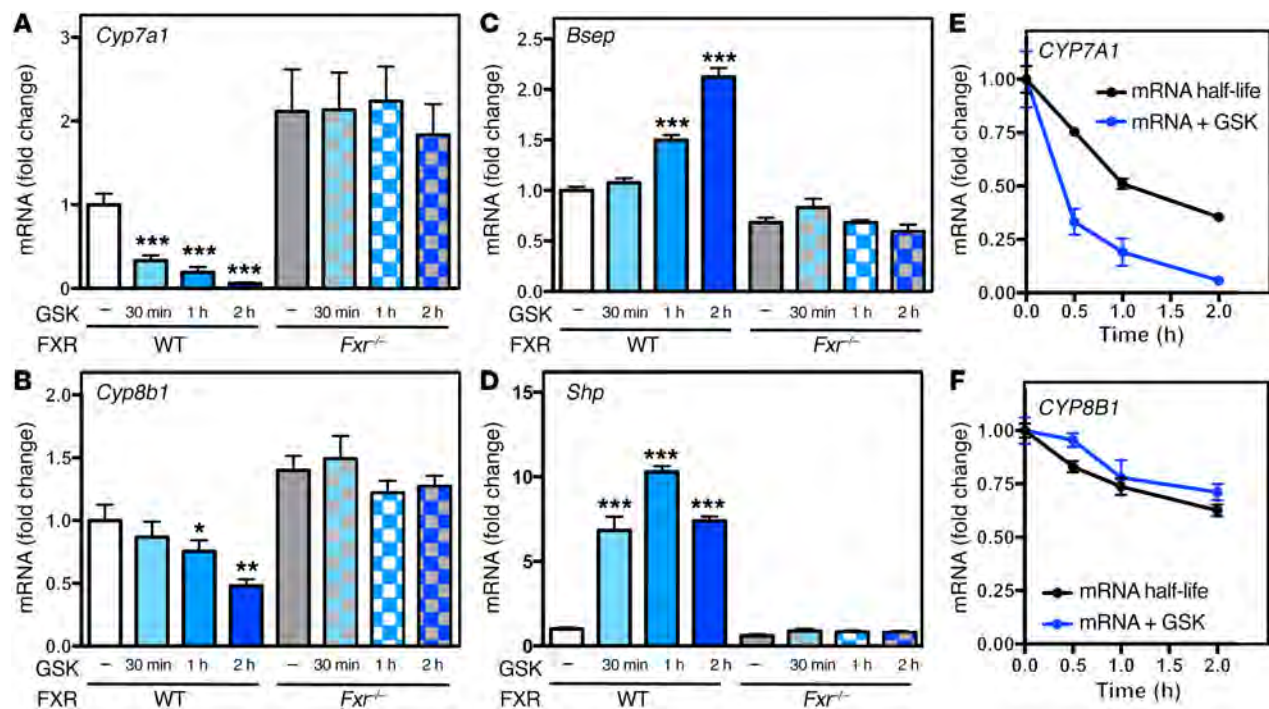 A
Cyp7a1
mRNA (fold change)
3
2
1
0
***
***
***
GSK
– 30 min 1 h 2 h – 30 min 1 h 2 h
FXR
WT Fxr-/-
B
Cyp8b1
mRNA (fold change)
2.0
1.5
1.0
0.5
0.0
*
**
GSK
– 30 min 1 h 2 h – 30 min 1 h 2 h
FXR
WT Fxr-/-
C
Bsep
mRNA (fold change)
2.5
2.0
1.5
1.0
0.5
0.0
***
***
GSK
– 30 min 1 h 2 h – 30 min 1 h 2 h
FXR
WT Fxr-/-
D
Shp
mRNA (fold change)
15
10
5
0
***
***
***
GSK
– 30 min 1 h 2 h – 30 min 1 h 2 h
FXR
WT Fxr-/-
E
CYP7A1
mRNA half-life
mRNA + GSK
mRNA (fold change)
1.00
0.75
0.50
0.25
0.00
0.0 0.5 1.0 2.0
Time (h)
F
CYP8B1
mRNA half-life
mRNA + GSK
mRNA (fold change)
1.00
0.75
0.50
0.25
0.00
0.0 0.5 1.0 2.0
Time (h)